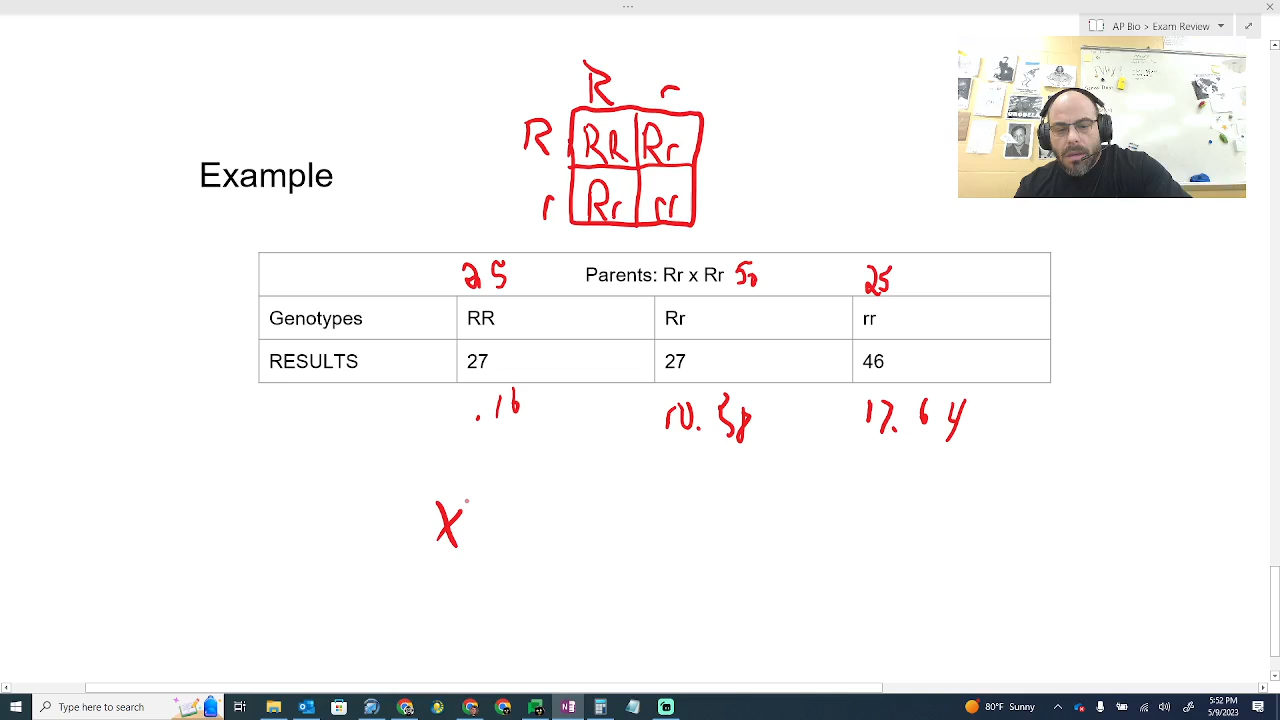 AP Bio > Exam Review
R r
R RR Rr
r Rr rr
Example
25 Parents: Rr x Rr 50 25
Genotypes RR Rr rr
RESULTS 27 27 46
.16 10.58 17.64
X
Type here to search
80°F Sunny
5:52 PM
5/9/2023